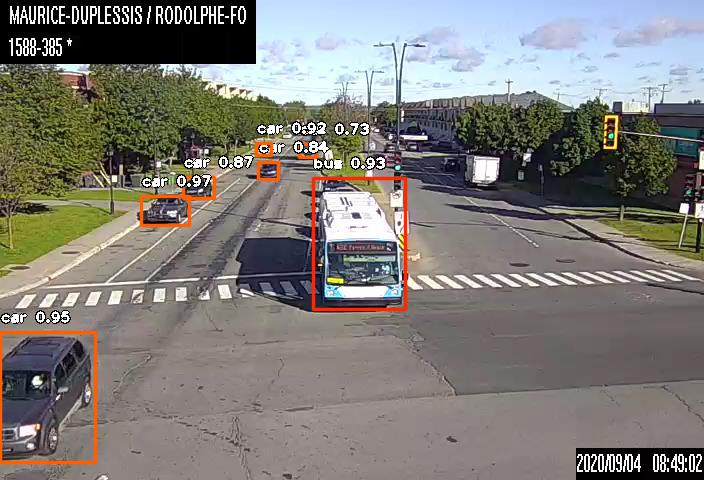 MAURICE-DUPLESSIS / RODOLPHE-FO
1588-385 *
car 0.92
0.73
car 0.84
car 0.87
bus 0.93
car 0.97
car 0.95
2020/09/04 08:49:02